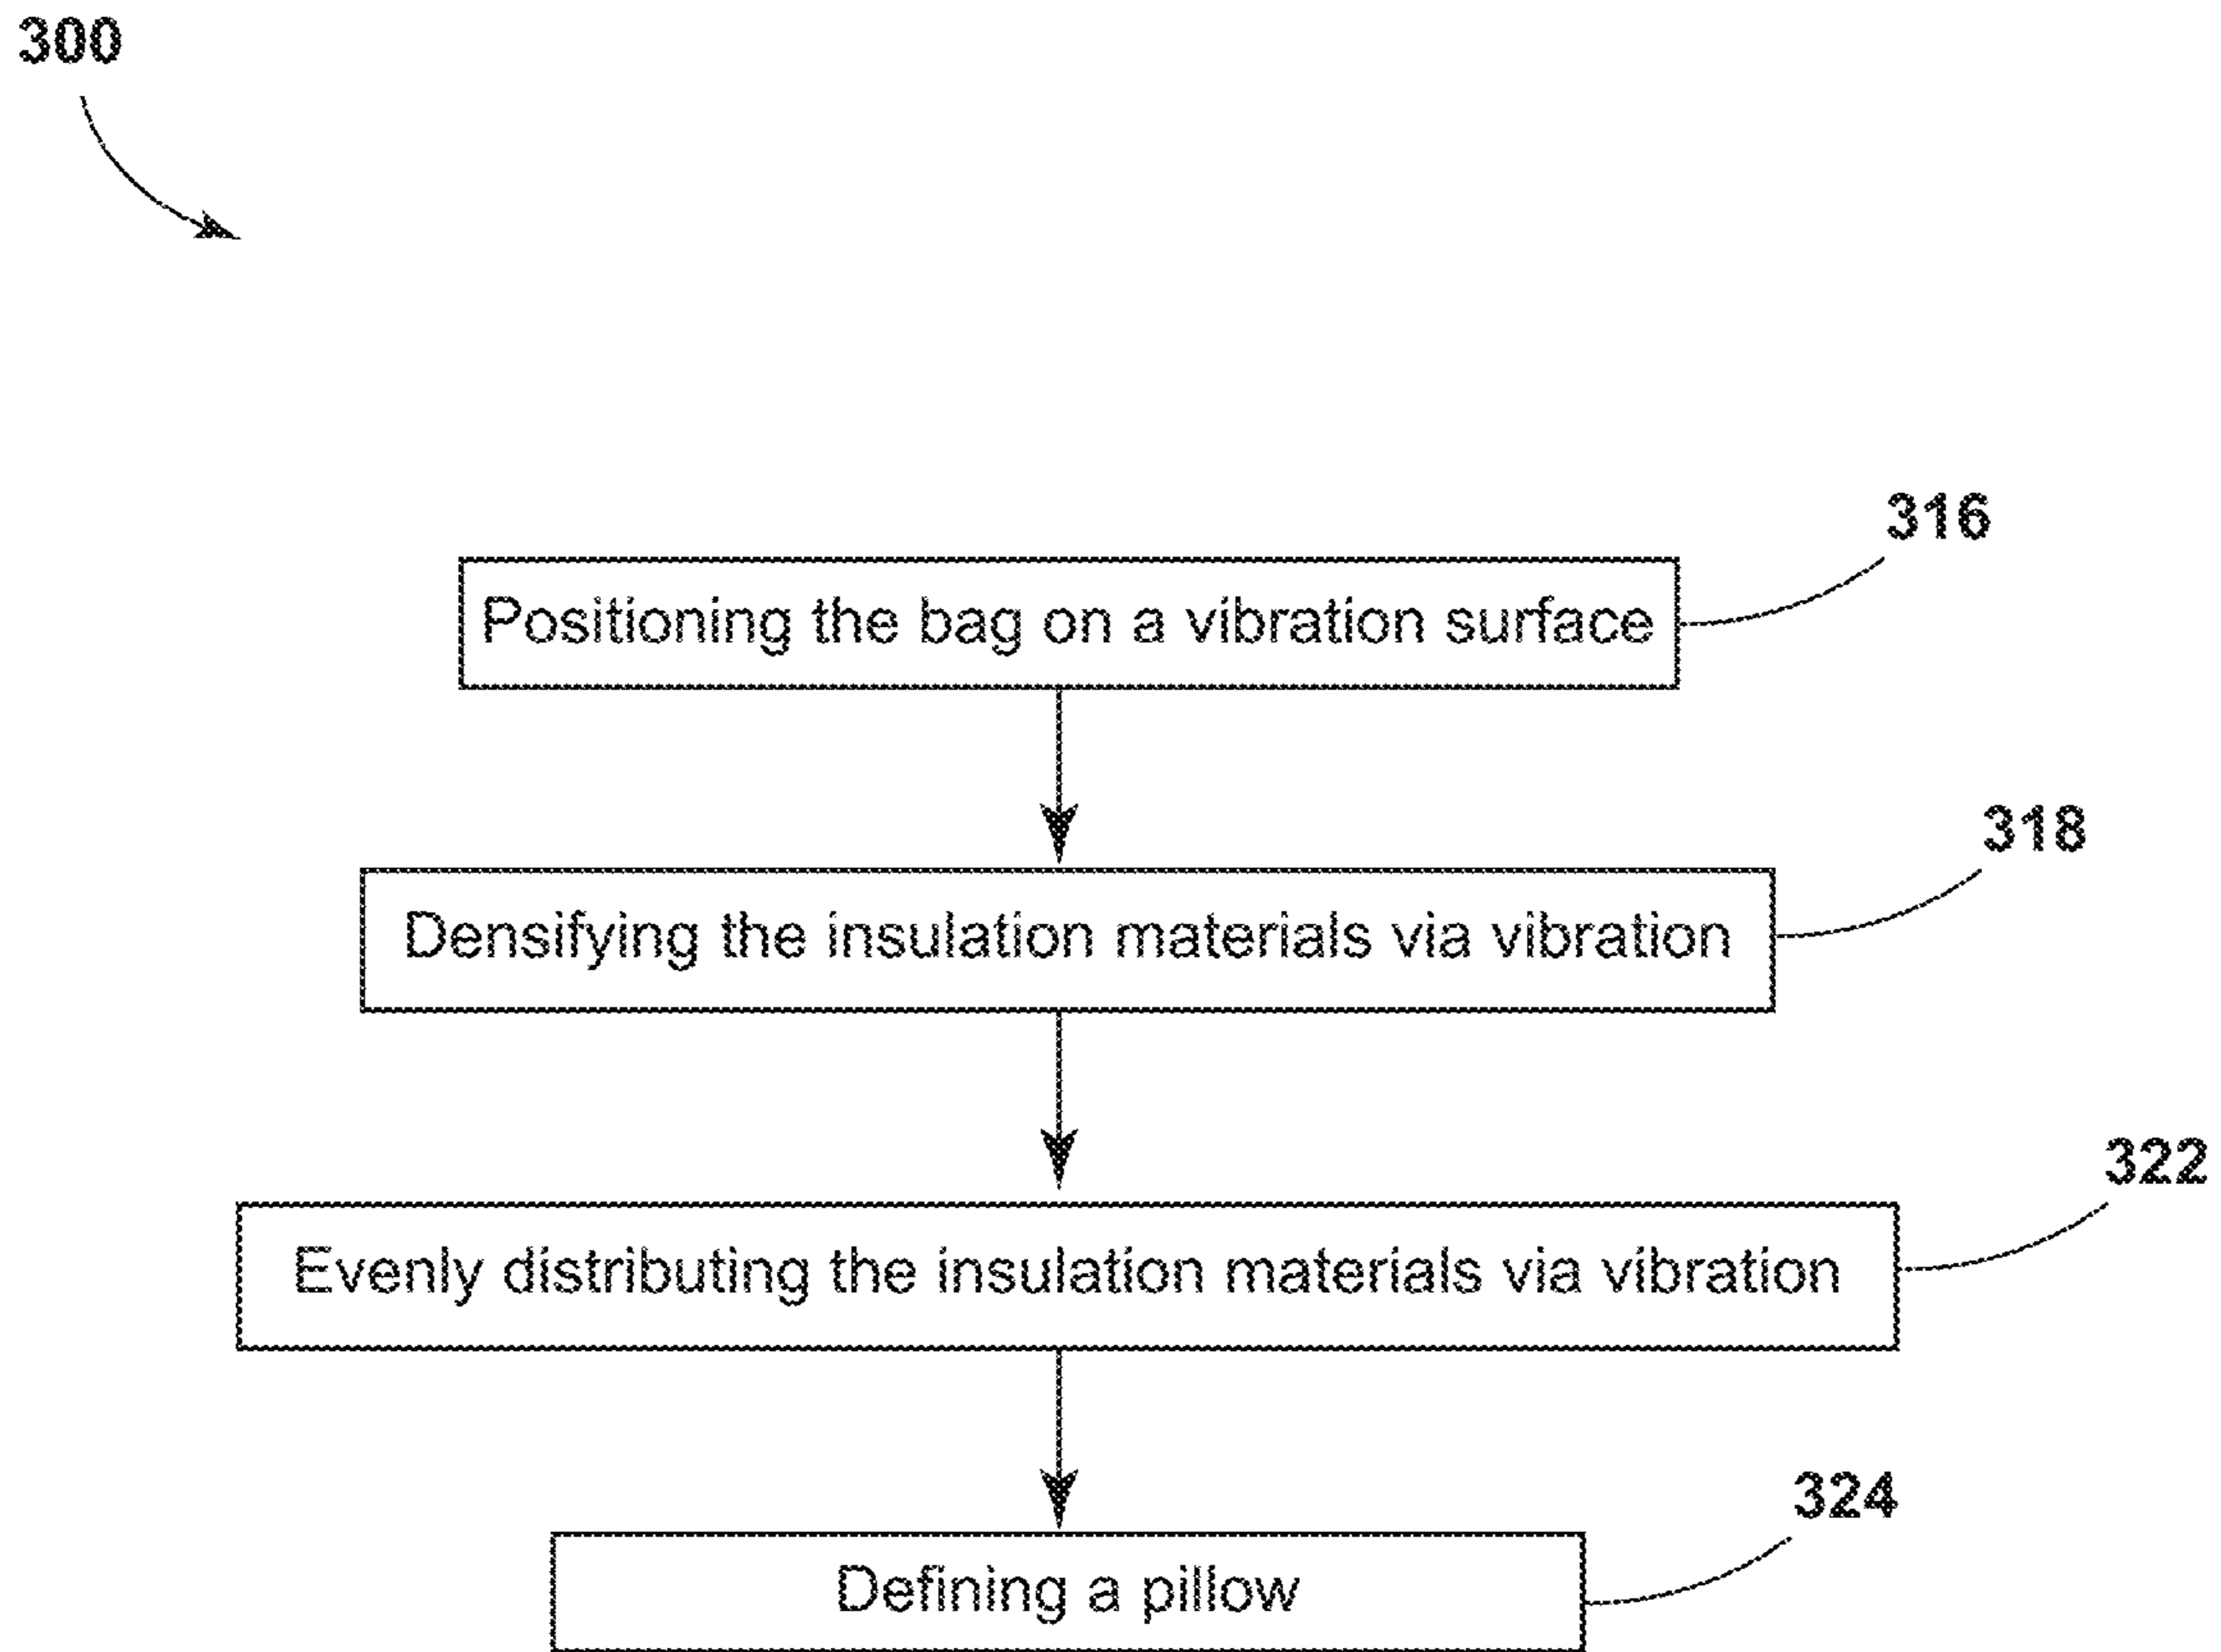 300
316
Positioning the bag on a vibration surface
318
Densifying the insulation materials via vibration
322
Evenly distributing the insulation materials via vibration
324
Defining a pillow